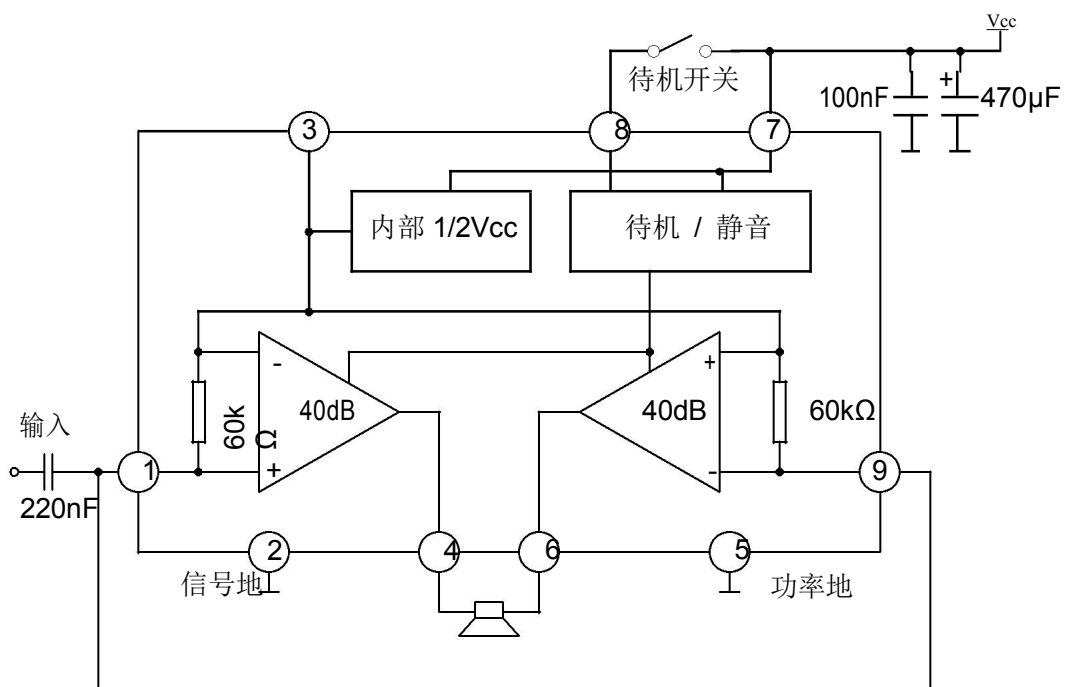 Vcc
待机开关
100nF
+
470μF
3
8
7
内部 1/2Vcc
待机 / 静音
-
+
40dB
40dB
60kΩ
60k
Ω
输入
+
-
1
9
220nF
2
4
6
5
信号地
功率地